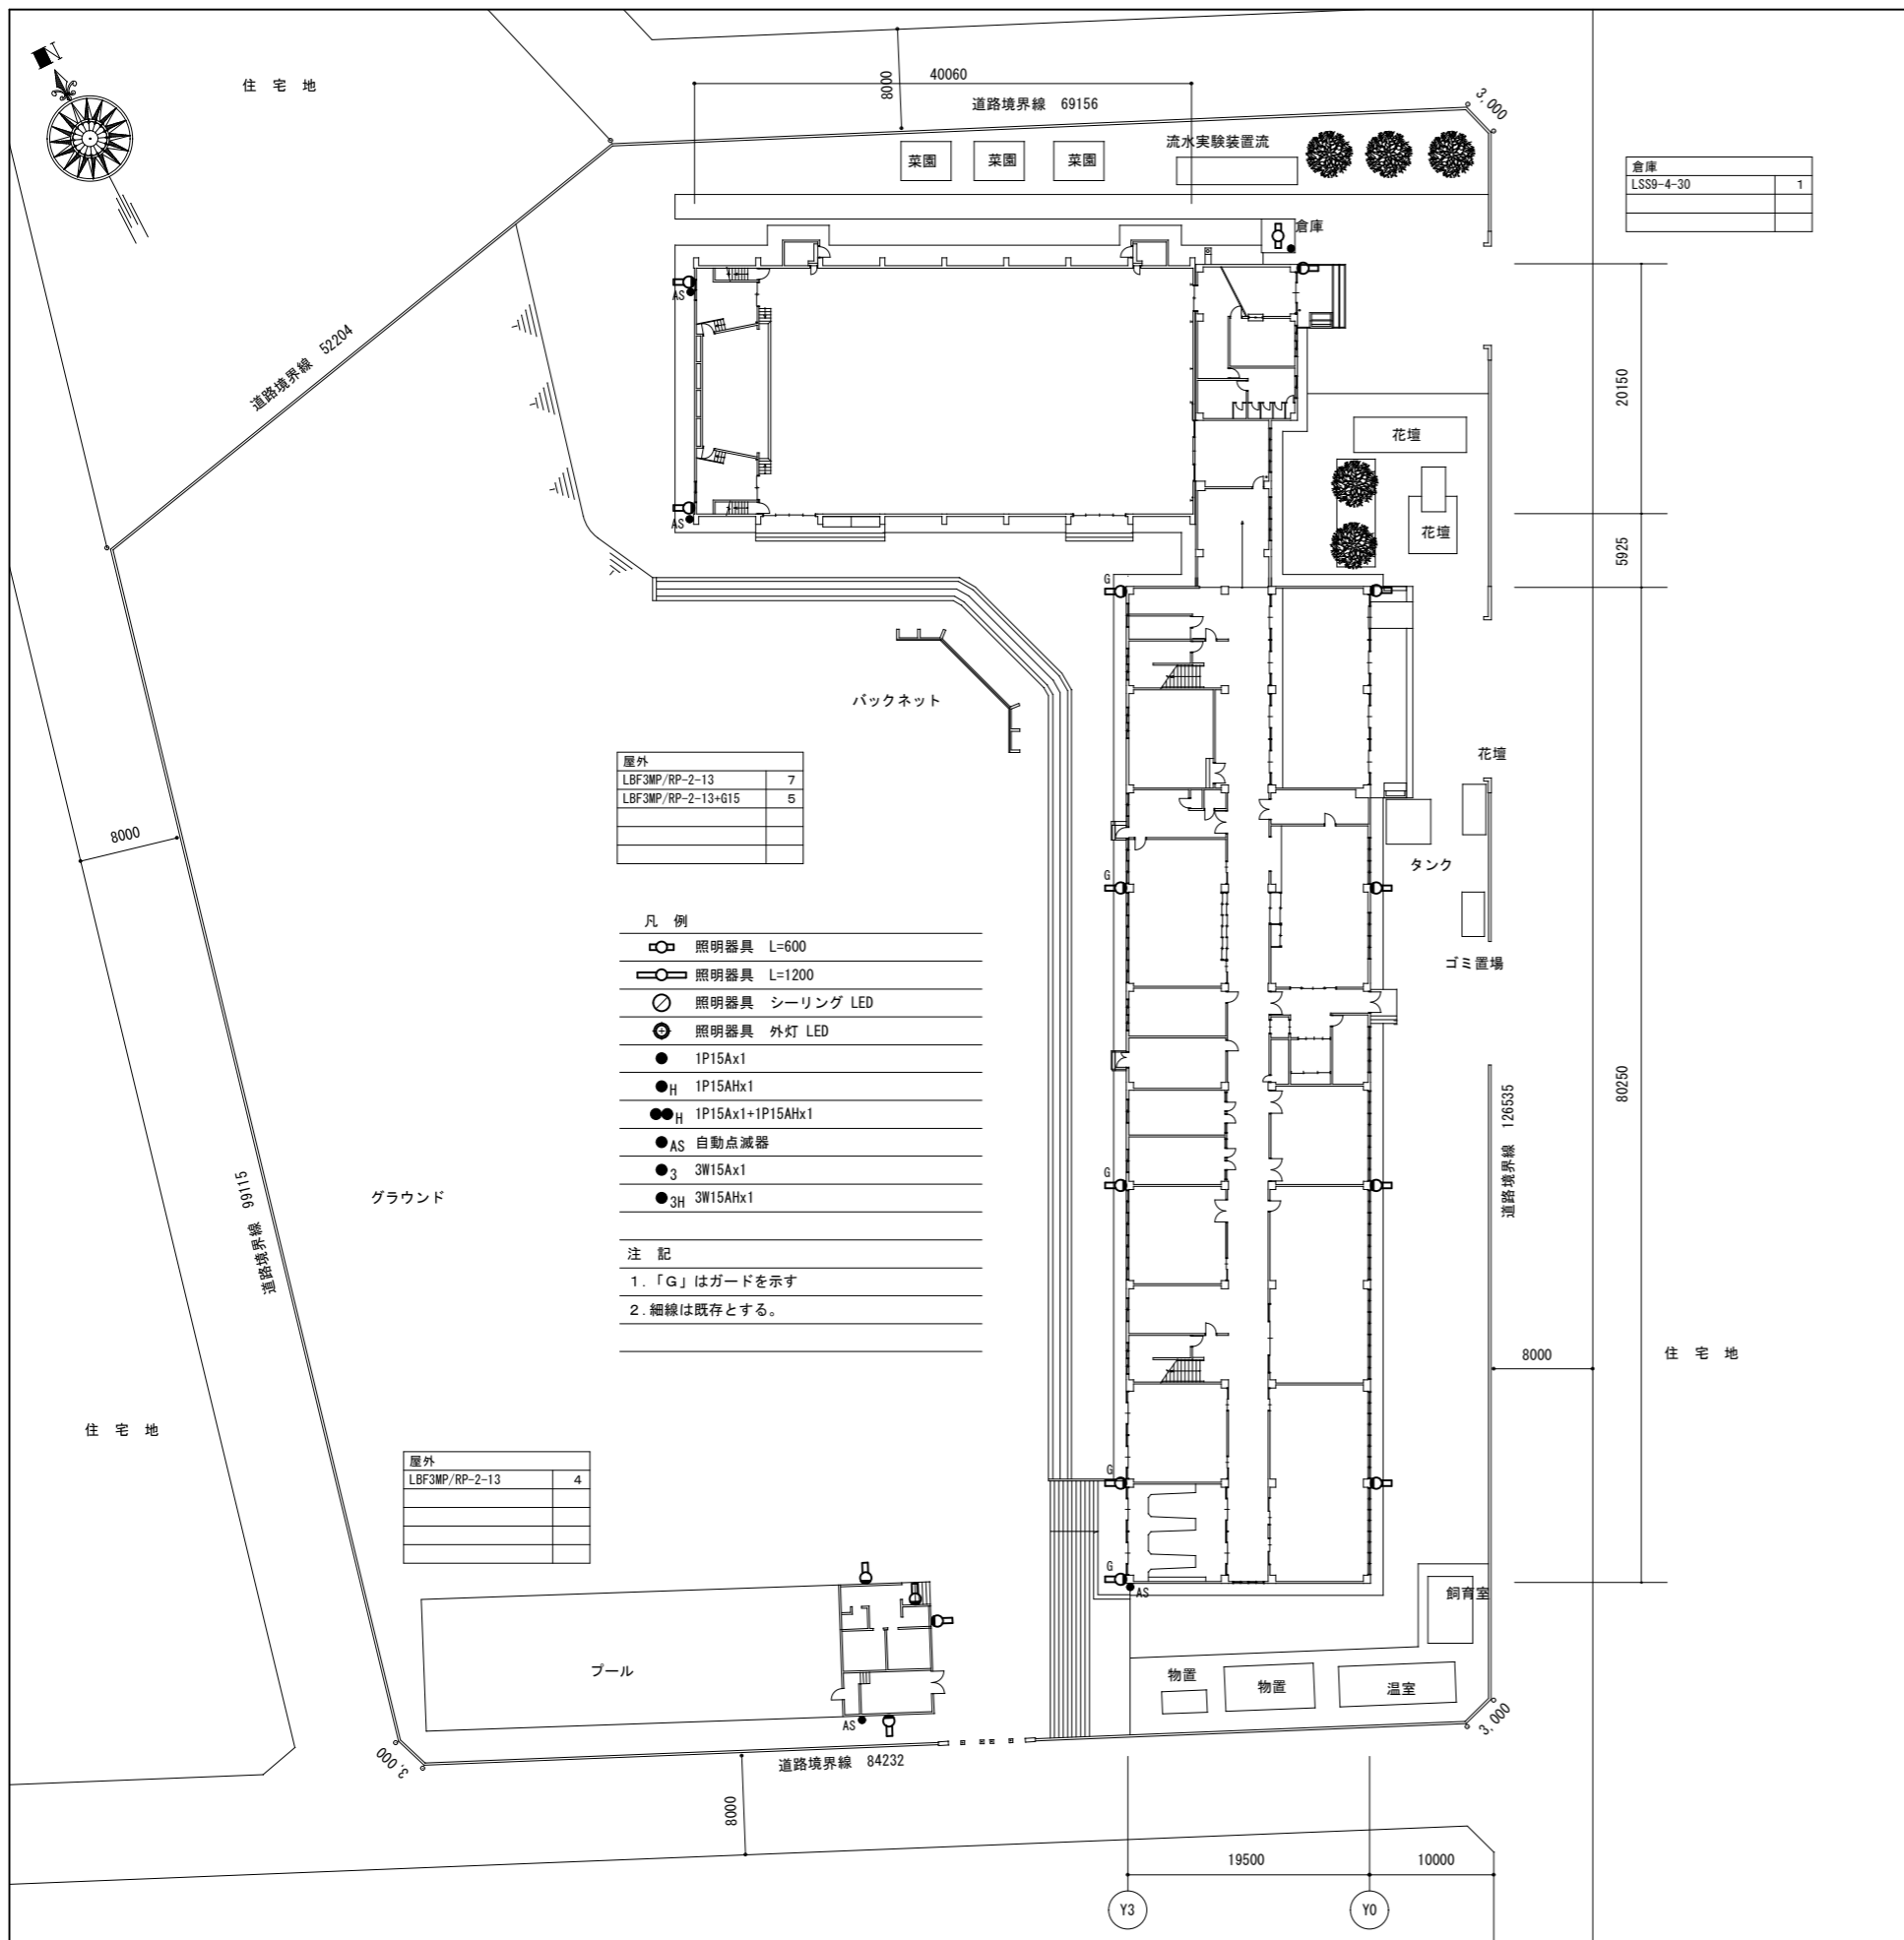 N
住 宅 地
8000
40060
道路境界線 69156
3,000
菜園
菜園
菜園
流水実験装置流
倉庫
LSS9-4-30 1
倉庫
AS
道路境界線 52204
20150
花壇
花壇
AS
5925
G
バックネット
屋外
LBF3MP/RP-2-13 7
LBF3MP/RP-2-13+G15 5
花壇
8000
タンク
G
ゴミ置場
凡 例
照明器具 L=600
照明器具 L=1200
照明器具 シーリング LED
照明器具 外灯 LED
1P15Ax1
H 1P15AHx1
H 1P15Ax1+1P15AHx1
AS 自動点滅器
3 3W15Ax1
3H 3W15AHx1
注 記
1.「G」はガードを示す
2.細線は既存とする。
80250
道路境界線 126535
G
道路境界線 99115
グラウンド
8000
住 宅 地
住 宅 地
屋外
LBF3MP/RP-2-13 4
G
G
AS
飼育室
プール
物置
物置
温室
AS
3,000
3,000
道路境界線 84232
8000
19500
10000
Y3
Y0